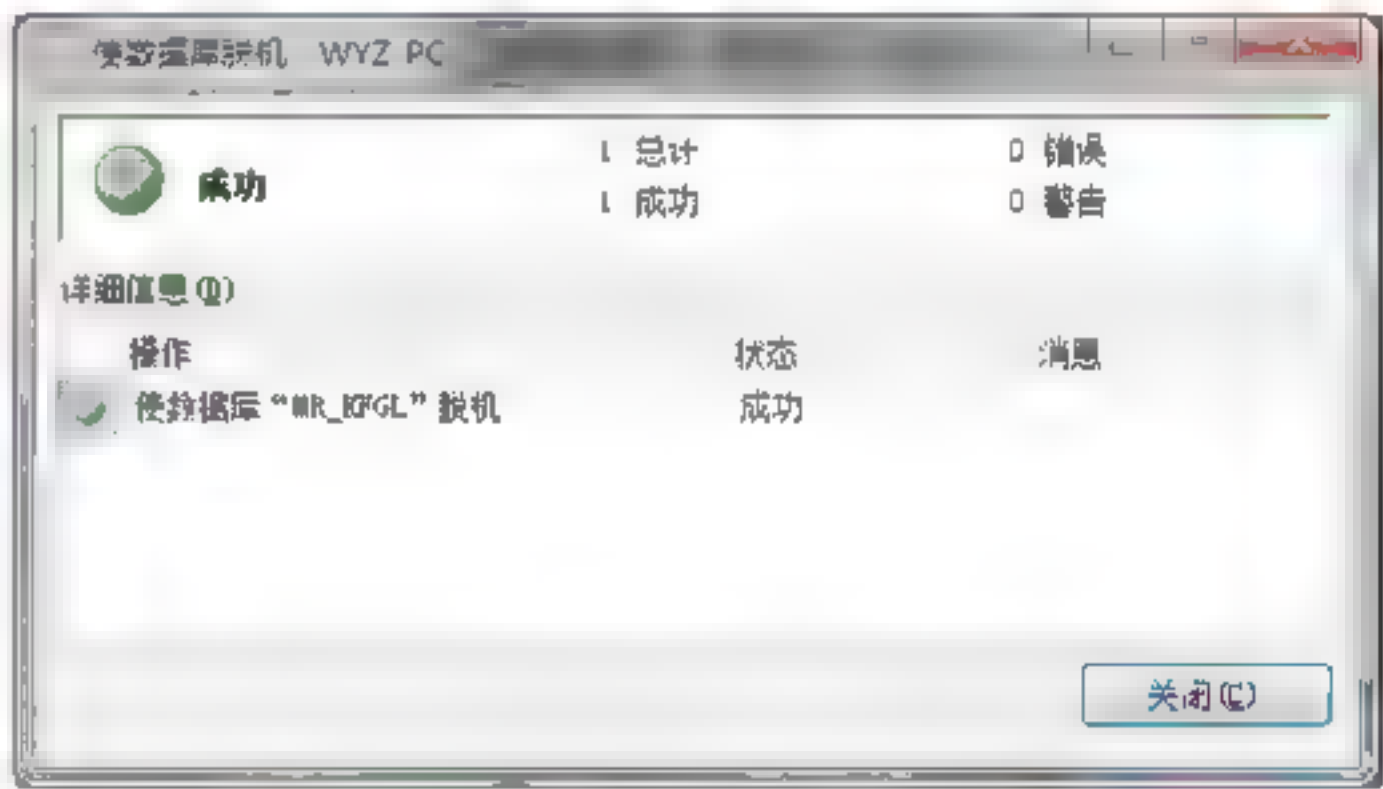 使数据库脱机 WYZ PC
成功
1 总计 0 错误
1 成功 0 警告
详细信息(D)
操作 状态 消息
使数据库“MR_KFGL”脱机 成功
关闭(C)